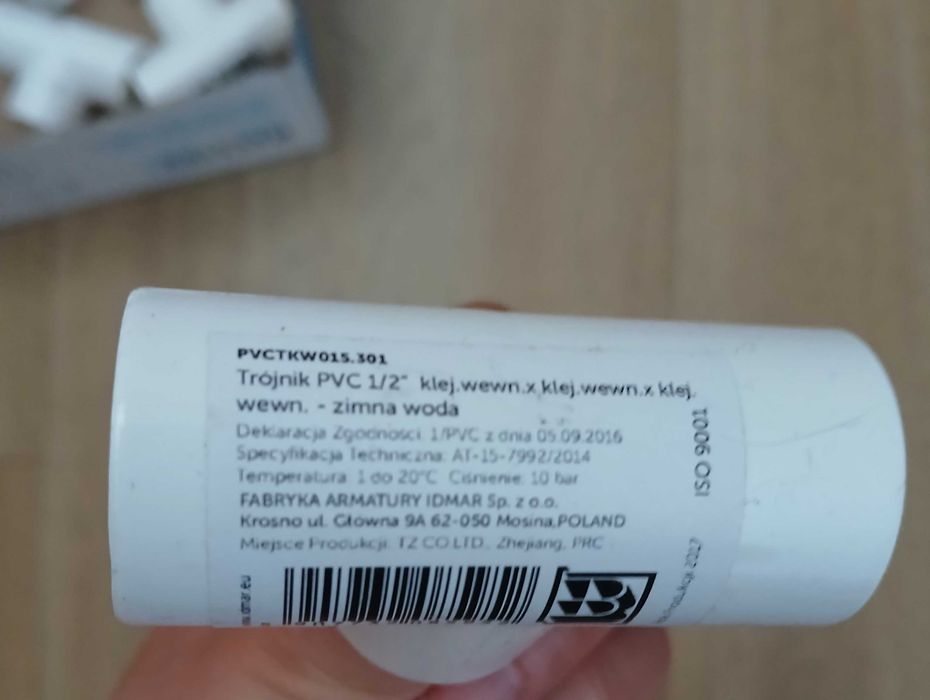 PVCTKW015.301
Trójnik PVC 1/2" klej.wewn.x klej.wewn.x klej.
wewn. - zimna woda
Deklaracja Zgodności: 1/PVC z dnia 05.09.2016
Specyfikacja Techniczna: AT-15-7992/2014
Temperatura: 1 do 20°C Ciśnienie: 10 bar
FABRYKA ARMATURY IDMAR Sp. z o.o.
Krosno ul. Główna 9A 62-050 Mosina,POLAND
Miejsce Produkcji: TZ CO.LTD., Zhejiang, PRC
ISO 9001
2017